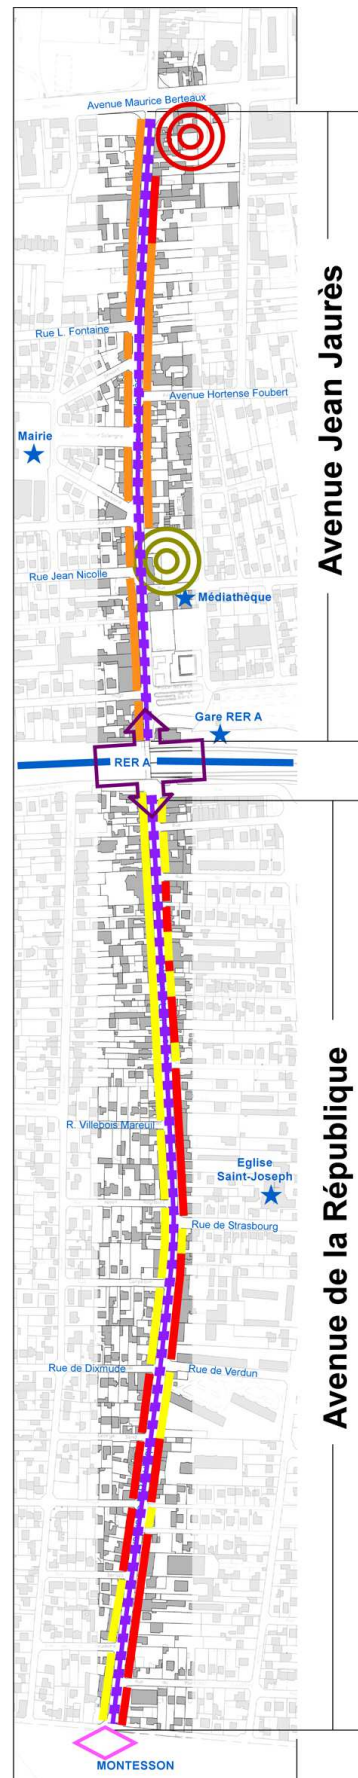 Avenue Maurice Berteaux
Rue L. Fontaine
Avenue Hortense Foubert
Mairie
Rue Jean Nicolle
Médiathèque
Gare RER A
RER A
Avenue Jean Jaurès
R. Villebois Mareuil
Eglise
Saint-Joseph
Rue de Strasbourg
Rue de Dixmude
Rue de Verdun
Avenue de la République
MONTESSON